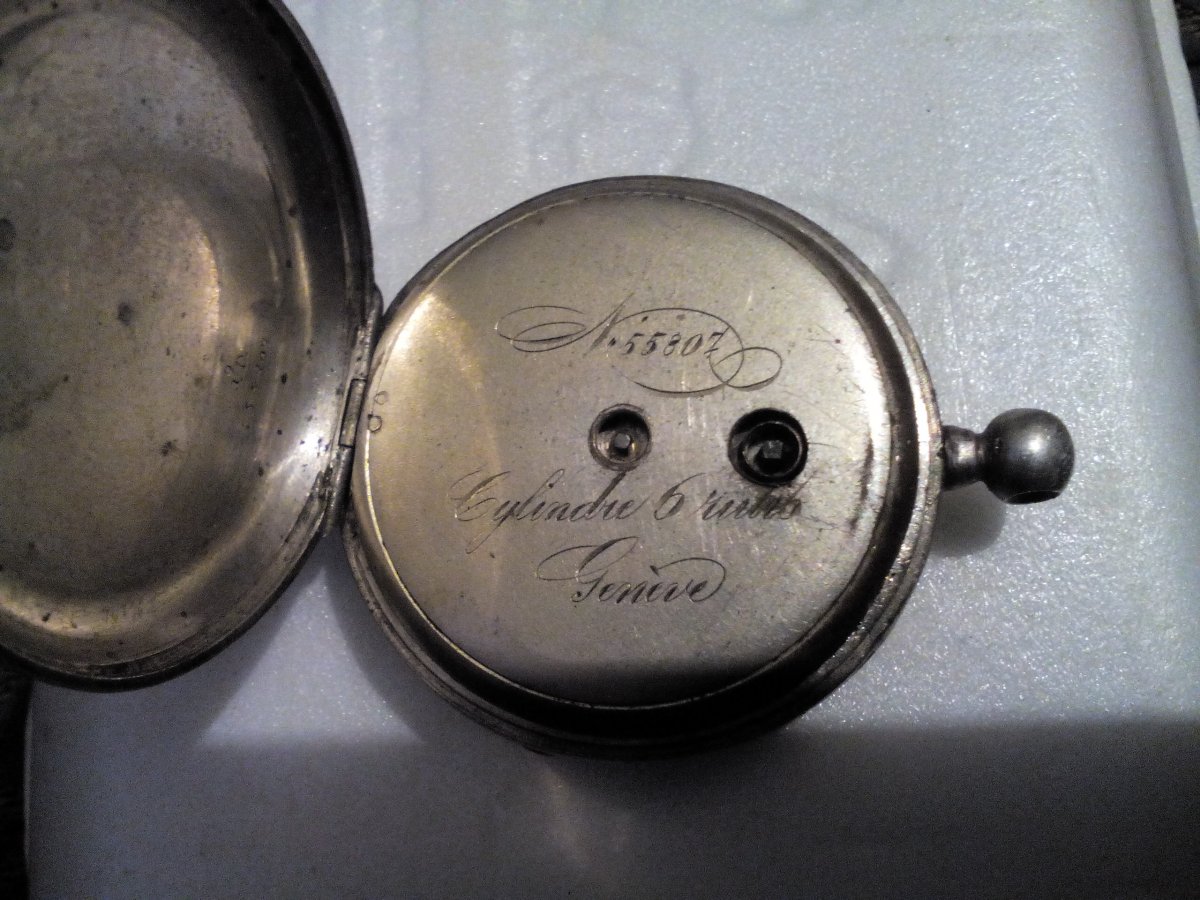 N. 55807
Cylindre 6 rubis
Genève